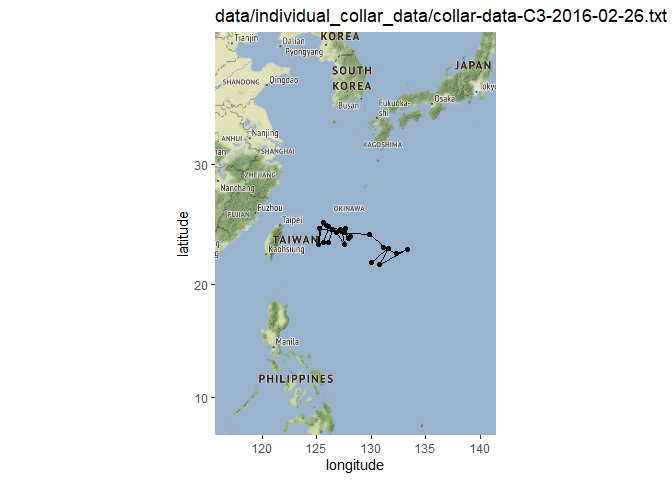 data/individual_collar_data/collar-data-C3-2016-02-26.txt
Tianjin
Dalian
KOREA
Pyongyang
JAPAN
SHANDONG
Qingdao
SOUTH
KOREA
Busan
Tokyo
Osaka
Fukuoka-
shi
ANHUI
Nanjing
SHANGHAI
KAGOSHIMA
30
ZHEJIANG
Nanchang
OKINAWA
FUJIAN
Fuzhou
Taipei
TAIWAN
Kaohsiung
20
Manila
PHILIPPINES
10
120
125
130
135
140
latitude
longitude